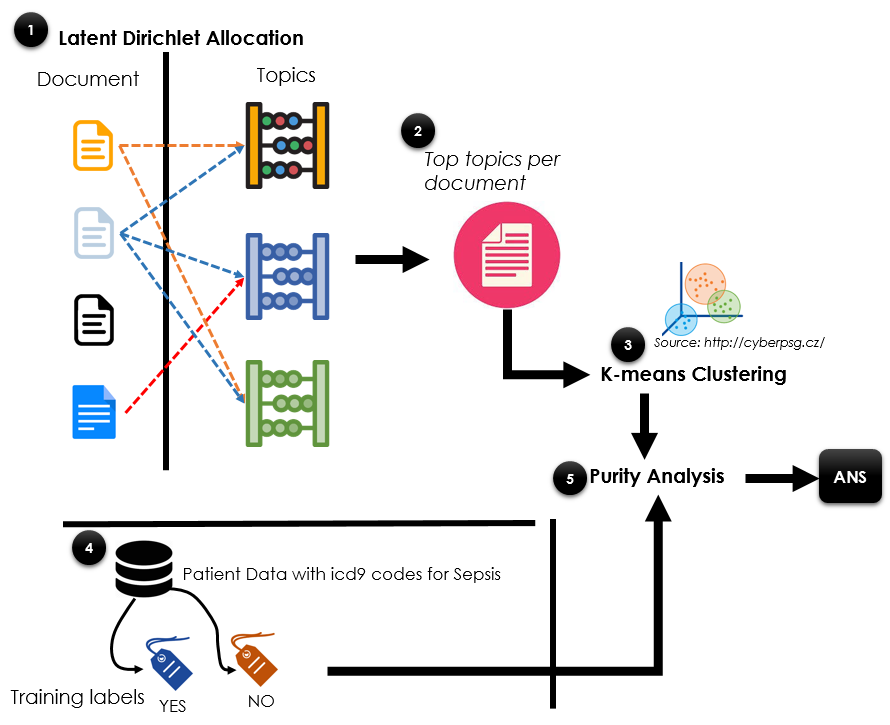 1
Latent Dirichlet Allocation
Document
Topics
2
Top topics per
document
3
Source: http://cyberpsg.cz/
K-means Clustering
5
Purity Analysis
ANS
4
Patient Data with icd9 codes for Sepsis
Training labels
YES
NO